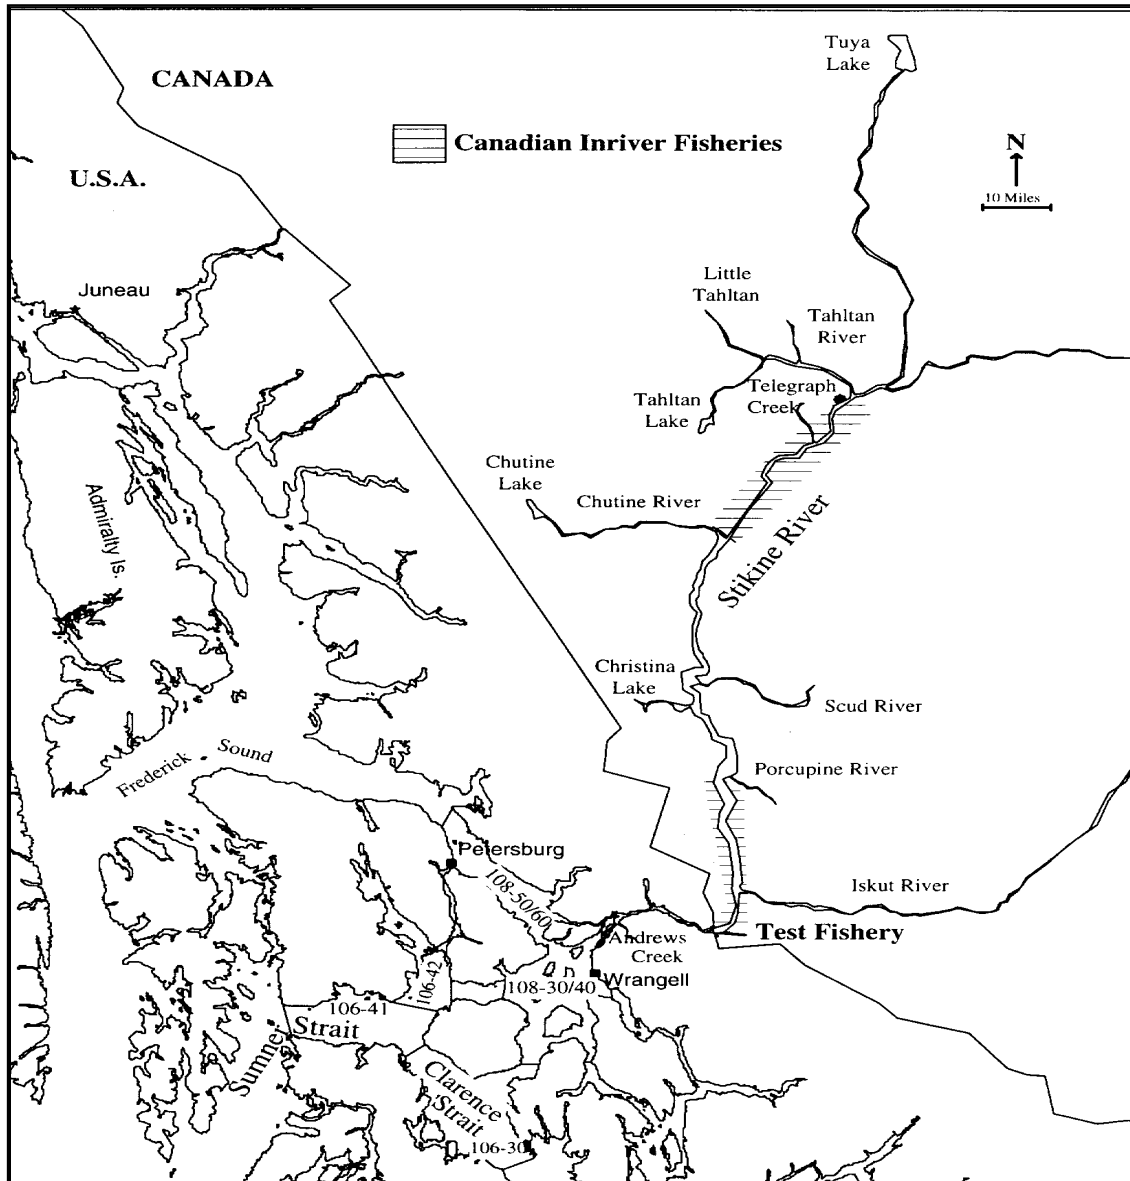 Tuya
Lake
CANADA
Canadian Inriver Fisheries
N
U.S.A.
10 Miles
Little
Tahltan
Juneau
Tahltan
River
Telegraph
Creek
Tahltan
Lake
Chutine
Lake
Chutine River
Admiralty Is.
Stikine River
Christina
Lake
Scud River
Frederick Sound
Porcupine River
Petersburg
108-50/60
Iskut River
Test Fishery
Andrews
Creek
106-42
Wrangell
108-30/40
106-41
Sumner Strait
Clarence
Strait
106-30